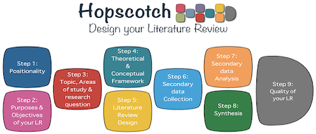 Hopscotch
Design your Literature Review
Step 1:
Positionality
Step 2:
Purposes &
Objectives of
your LR
Step 3:
Topic, Areas
of study &
research
question
Step 4:
Theoretical &
Conceptual
Framework
Step 5:
Literature
Review
Design
Step 6:
Secondary
data
Collection
Step 7:
Secondary
data
Analysis
Step 8:
Synthesis
Step 9:
Quality of
your LR